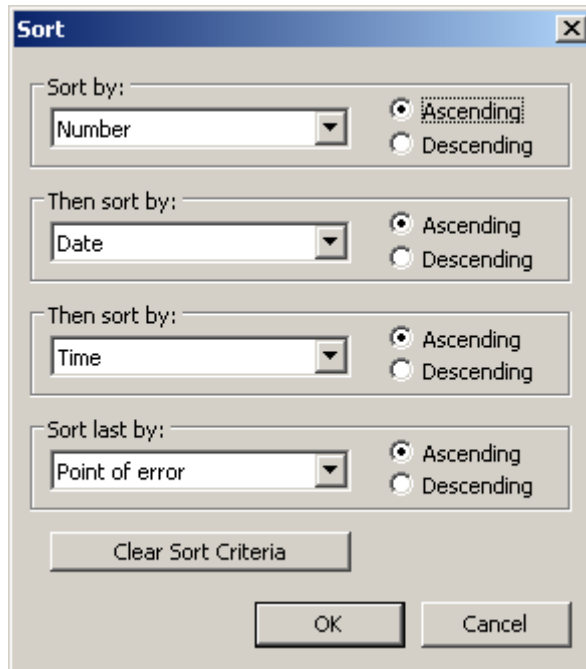 Sort
Sort by:
Number
Ascending
Descending
Then sort by:
Date
Ascending
Descending
Then sort by:
Time
Ascending
Descending
Sort last by:
Point of error
Ascending
Descending
Clear Sort Criteria
OK Cancel